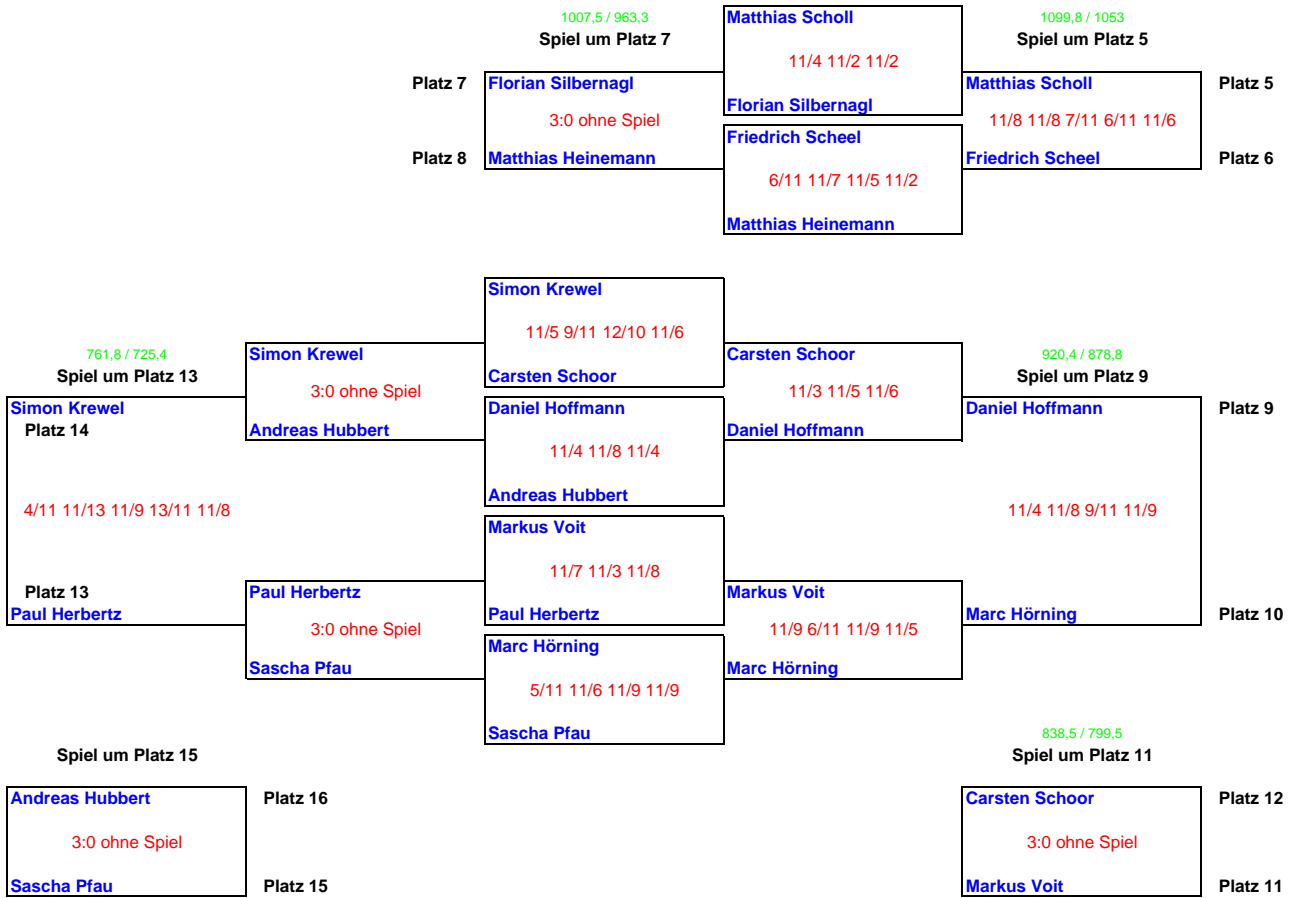 1007,5 / 963,3
Matthias Scholl
1099,8 / 1053
Spiel um Platz 7
Spiel um Platz 5
11/4 11/2 11/2
Platz 7
Florian Silbernagl
Matthias Scholl
Platz 5
Florian Silbernagl
3:0 ohne Spiel
11/8 11/8 7/11 6/11 11/6
Friedrich Scheel
Platz 8
Matthias Heinemann
Friedrich Scheel
Platz 6
6/11 11/7 11/5 11/2
Matthias Heinemann
Simon Krewel
11/5 9/11 12/10 11/6
761,8 / 725,4
Simon Krewel
Carsten Schoor
920,4 / 878,8
Spiel um Platz 13
Carsten Schoor
Spiel um Platz 9
3:0 ohne Spiel
11/3 11/5 11/6
Simon Krewel
Daniel Hoffmann
Daniel Hoffmann
Platz 9
Platz 14
Andreas Hubbert
Daniel Hoffmann
11/4 11/8 11/4
Andreas Hubbert
4/11 11/13 11/9 13/11 11/8
11/4 11/8 9/11 11/9
Markus Voit
11/7 11/3 11/8
Platz 13
Paul Herbertz
Markus Voit
Paul Herbertz
Paul Herbertz
Marc Hörning
Platz 10
3:0 ohne Spiel
11/9 6/11 11/9 11/5
Marc Hörning
Sascha Pfau
Marc Hörning
5/11 11/6 11/9 11/9
Sascha Pfau
838,5 / 799,5
Spiel um Platz 15
Spiel um Platz 11
Andreas Hubbert
Platz 16
Carsten Schoor
Platz 12
3:0 ohne Spiel
3:0 ohne Spiel
Sascha Pfau
Platz 15
Markus Voit
Platz 11